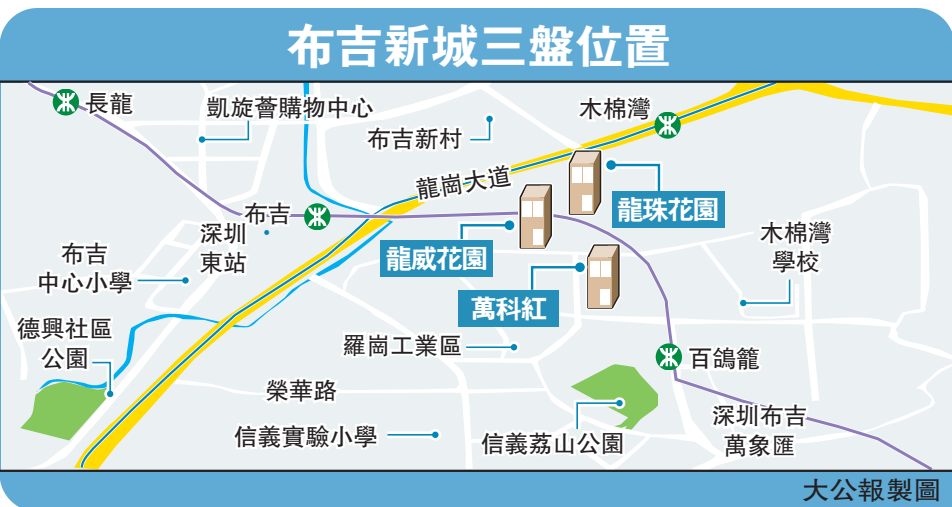 布吉新城三盤位置
長龍
凱旋薈購物中心
木棉灣
布吉新村
龍崗大道
龍珠花園
布吉
深圳
東站
龍威花園
木棉灣
學校
布吉
中心小學
萬科紅
德興社區
公園
羅崗工業區
百鴿籠
榮華路
深圳布吉
萬象匯
信義實驗小學
信義荔山公園
大公報製圖